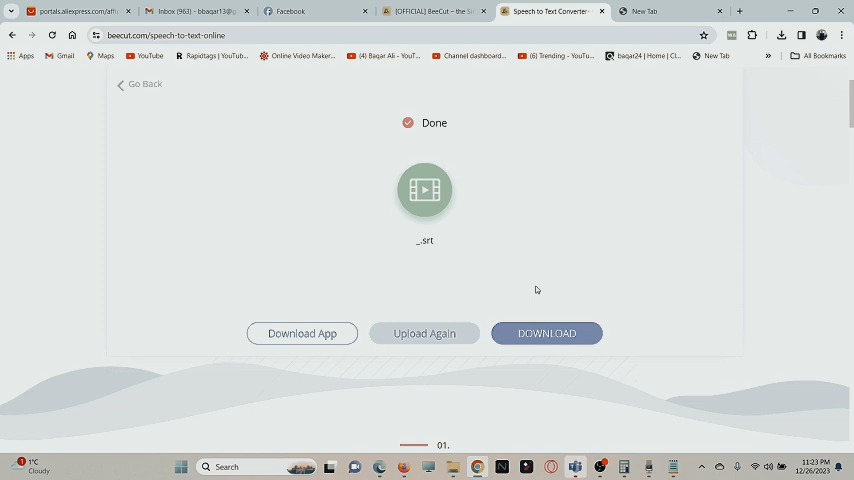 portals.aliexpress.com/affi
Inbox (963) - bbaqar13@g
Facebook
[OFFICIAL] BeeCut – the Si
Speech to Text Converter-
New Tab
beecut.com/speech-to-text-online
Apps
Gmail
Maps
YouTube
Rapidtags | YouTub...
Online Video Maker...
(4) Baqar Ali - YouT...
Channel dashboard...
(6) Trending - YouTu...
baqar24 | Home | Cl...
New Tab
All Bookmarks
Go Back
Done
_.srt
Download App
Upload Again
DOWNLOAD
01.
1°C
Cloudy
Search
11:23 PM
12/26/2023